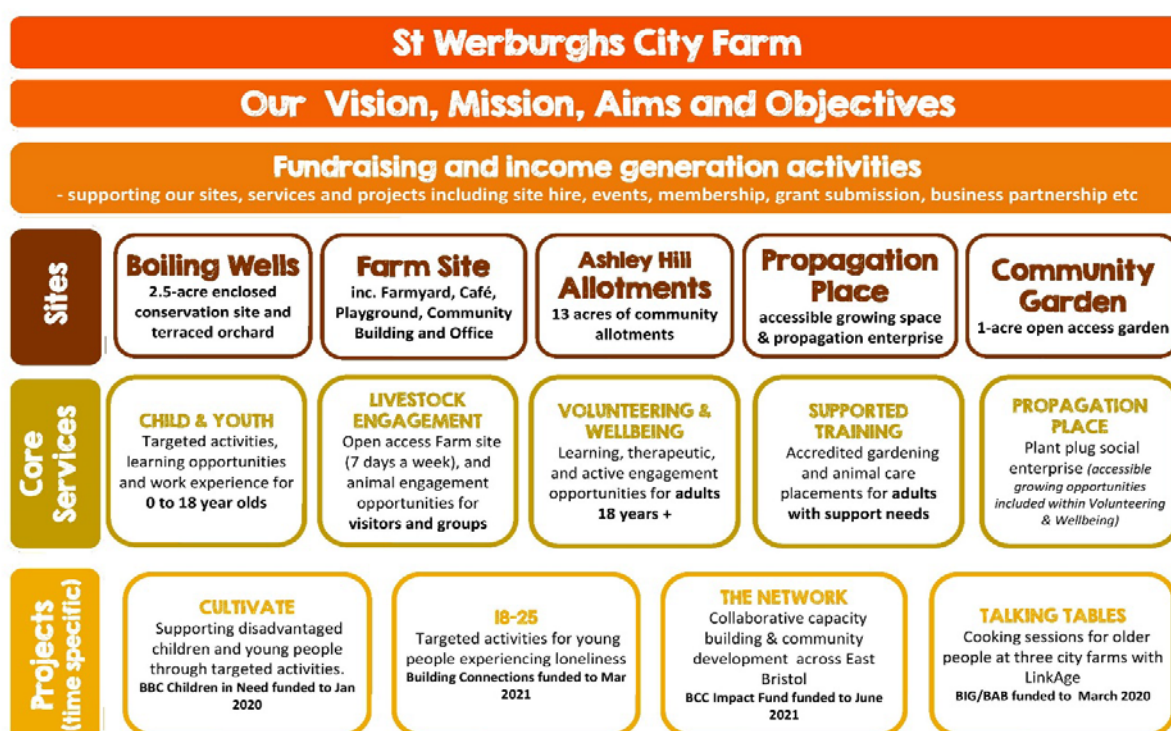 St Werburghs City Farm
Our Vision, Mission, Aims and Objectives
Fundraising and income generation activities
- supporting our sites, services and projects including site hire, events, membership, grant submission, business partnership etc
Sites
Boiling Wells
2.5-acre enclosed
conservation site and
terraced orchard
Farm Site
inc. Farmyard, Café,
Playground, Community
Building and Office
Ashley Hill
Allotments
13 acres of community
allotments
Propagation
Place
accessible growing space
& propagation enterprise
Community
Garden
1-acre open access garden
Core
Services
CHILD & YOUTH
Targeted activities,
learning opportunities
and work experience for
0 to 18 year olds
LIVESTOCK
ENGAGEMENT
Open access Farm site
(7 days a week), and
animal engagement
opportunities for
visitors and groups
VOLUNTEERING &
WELLBEING
Learning, therapeutic,
and active engagement
opportunities for adults
18 years +
SUPPORTED
TRAINING
Accredited gardening
and animal care
placements for adults
with support needs
PROPAGATION
PLACE
Plant plug social
enterprise (accessible
growing opportunities
included within Volunteering
& Wellbeing)
Projects
(time specific)
CULTIVATE
Supporting disadvantaged
children and young people
through targeted activities.
BBC Children in Need funded to Jan
2020
18-25
Targeted activities for young
people experiencing loneliness
Building Connections funded to Mar
2021
THE NETWORK
Collaborative capacity
building & community
development across East
Bristol
BCC Impact Fund funded to June
2021
TALKING TABLES
Cooking sessions for older
people at three city farms with
LinkAge
BIG/BAB funded to March 2020